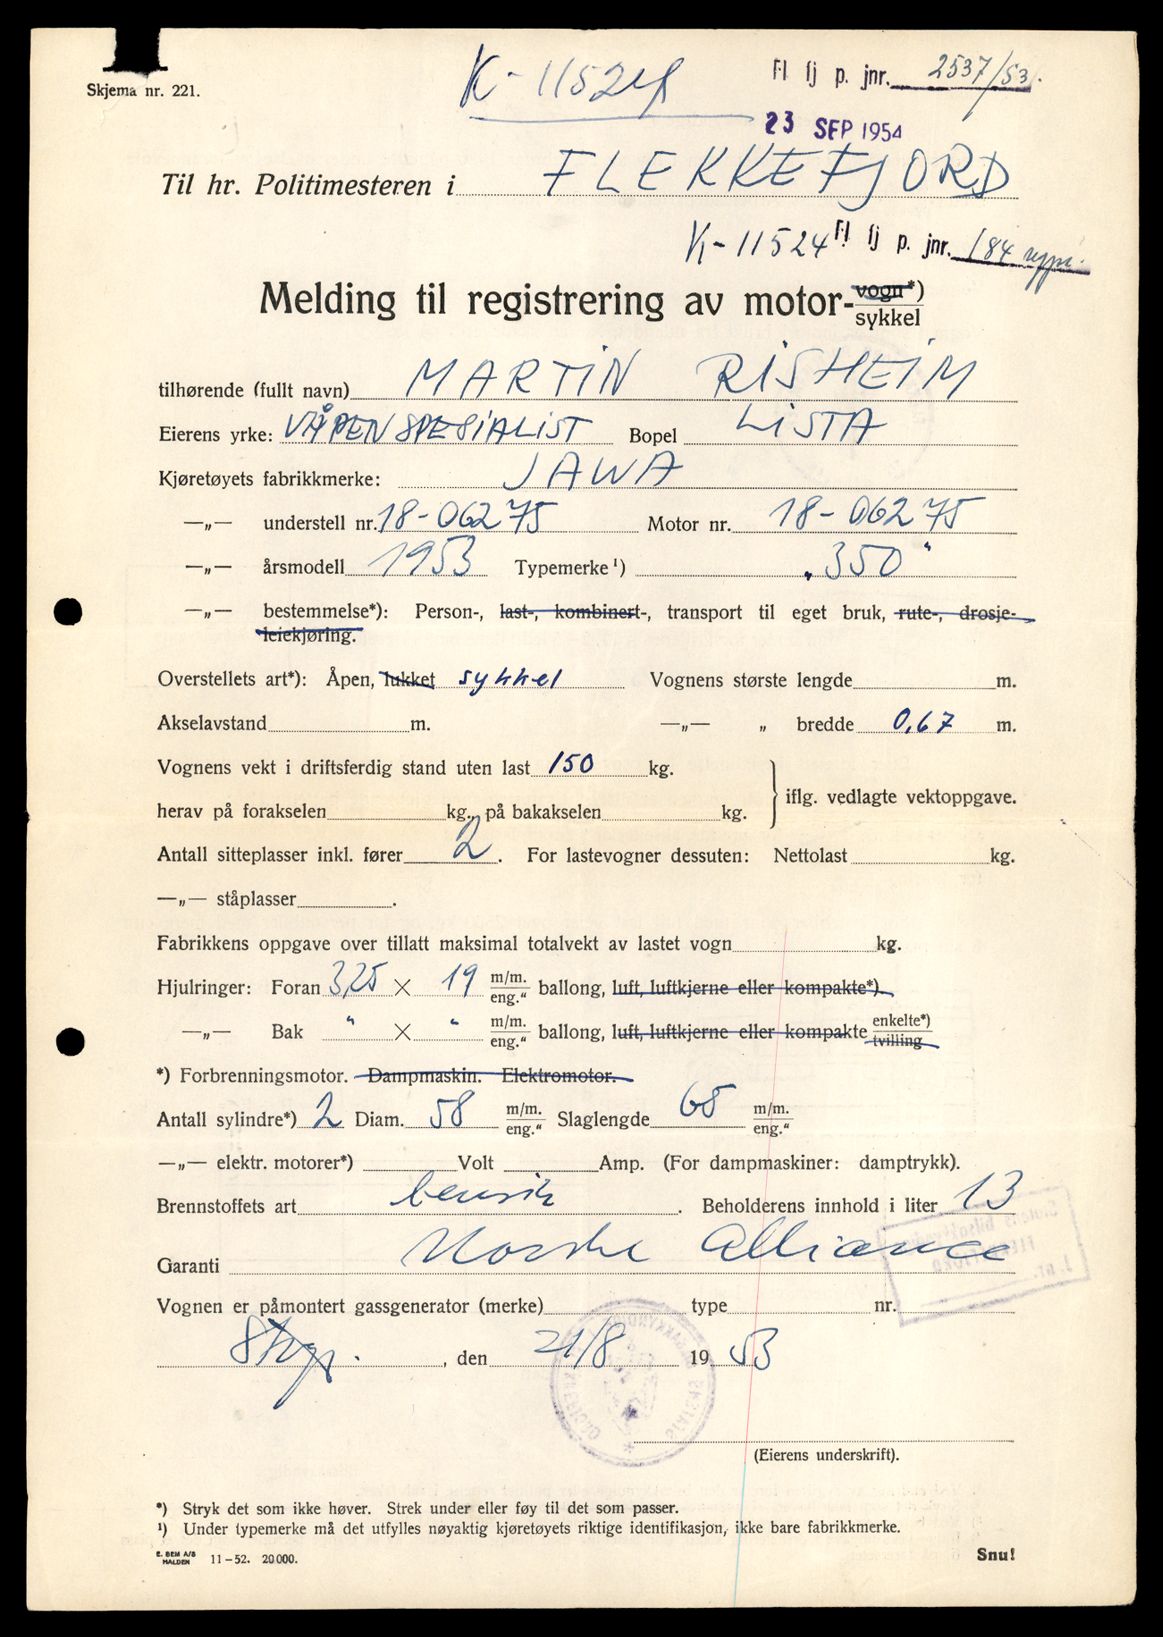 Skjema nr. 221.
K-11524
Fl fj p. jnr. 2537/53.
23 SEP 1954
Til hr. Politimesteren i FLEKKEFJORD
K-11524 Fl fj p. jnr. 184
Melding til registrering av motor-vogn*)
sykkel
tilhørende (fullt navn) MARTIN RISHEIM
Eierens yrke: VÅPENSPESIALIST Bopel LISTA
Kjøretøyets fabrikkmerke: JAWA
—„— understell nr. 18-06275 Motor nr. 18-06275
—„— årsmodell 1953 Typemerke ¹) „350"
—„— bestemmelse*): Person-, last-, kombinert-, transport til eget bruk, rute-, drosje-
leiekjøring.
Overstellets art*): Åpen, lukket sykkel Vognens største lengde m.
Akselavstand m. —„— „ bredde 0,67 m.
Vognens vekt i driftsferdig stand uten last 150 kg.
iflg. vedlagte vektoppgave.
herav på forakselen kg., på bakakselen kg.
Antall sitteplasser inkl. fører 2. For lastevogner dessuten: Nettolast kg.
—„— ståplasser .
Fabrikkens oppgave over tillatt maksimal totalvekt av lastet vogn kg.
Hjulringer: Foran 3,25 × 19 m/m. eng.“ ballong, luft, luftkjerne eller kompakte*)
—„— Bak " × " m/m. eng.“ ballong, luft, luftkjerne eller kompakte enkelte*) tvilling
*) Forbrenningsmotor. Dampmaskin. Elektromotor.
Antall sylindre*) 2 Diam. 58 m/m. eng.“ Slaglengde 65 m/m. eng.“
—„— elektr. motorer*) Volt Amp. (For dampmaskiner: damptrykk).
Brennstoffets art bensin. Beholderens innhold i liter 13
Garanti Norske Alliance
Vognen er påmontert gassgenerator (merke) type nr.
, den 21/8 19 53
(Eierens underskrift).
*) Stryk det som ikke høver. Strek under eller føy til det som passer.
¹) Under typemerke må det utfylles nøyaktig kjøretøyets riktige identifikasjon, ikke bare fabrikkmerke.
E. BEM A/S
HALDEN 11-52. 20000.
Snu!